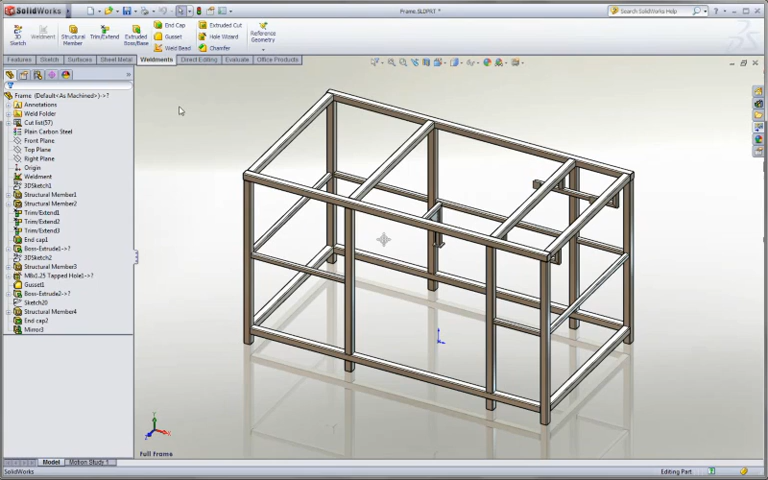 SolidWorks
Frame.SLDPRT *
Search SolidWorks Help
3D Sketch
Weldment
Structural Member
Trim/Extend
Extruded Boss/Base
End Cap
Gusset
Weld Bead
Extruded Cut
Hole Wizard
Chamfer
Reference Geometry
Features
Sketch
Surfaces
Sheet Metal
Weldments
Direct Editing
Evaluate
Office Products
Frame (Default<As Machined>)->?
Annotations
Weld Folder
Cut list(57)
Plain Carbon Steel
Front Plane
Top Plane
Right Plane
Origin
Weldment
3DSketch1
Structural Member1
Structural Member2
Trim/Extend1
Trim/Extend2
Trim/Extend3
End cap1
Boss-Extrude1->?
3DSketch2
Structural Member3
M8x1.25 Tapped Hole1->?
Gusset1
Boss-Extrude2->?
Sketch20
Structural Member4
End cap2
Mirror3
Full Frame
Model
Motion Study 1
SolidWorks
Editing Part